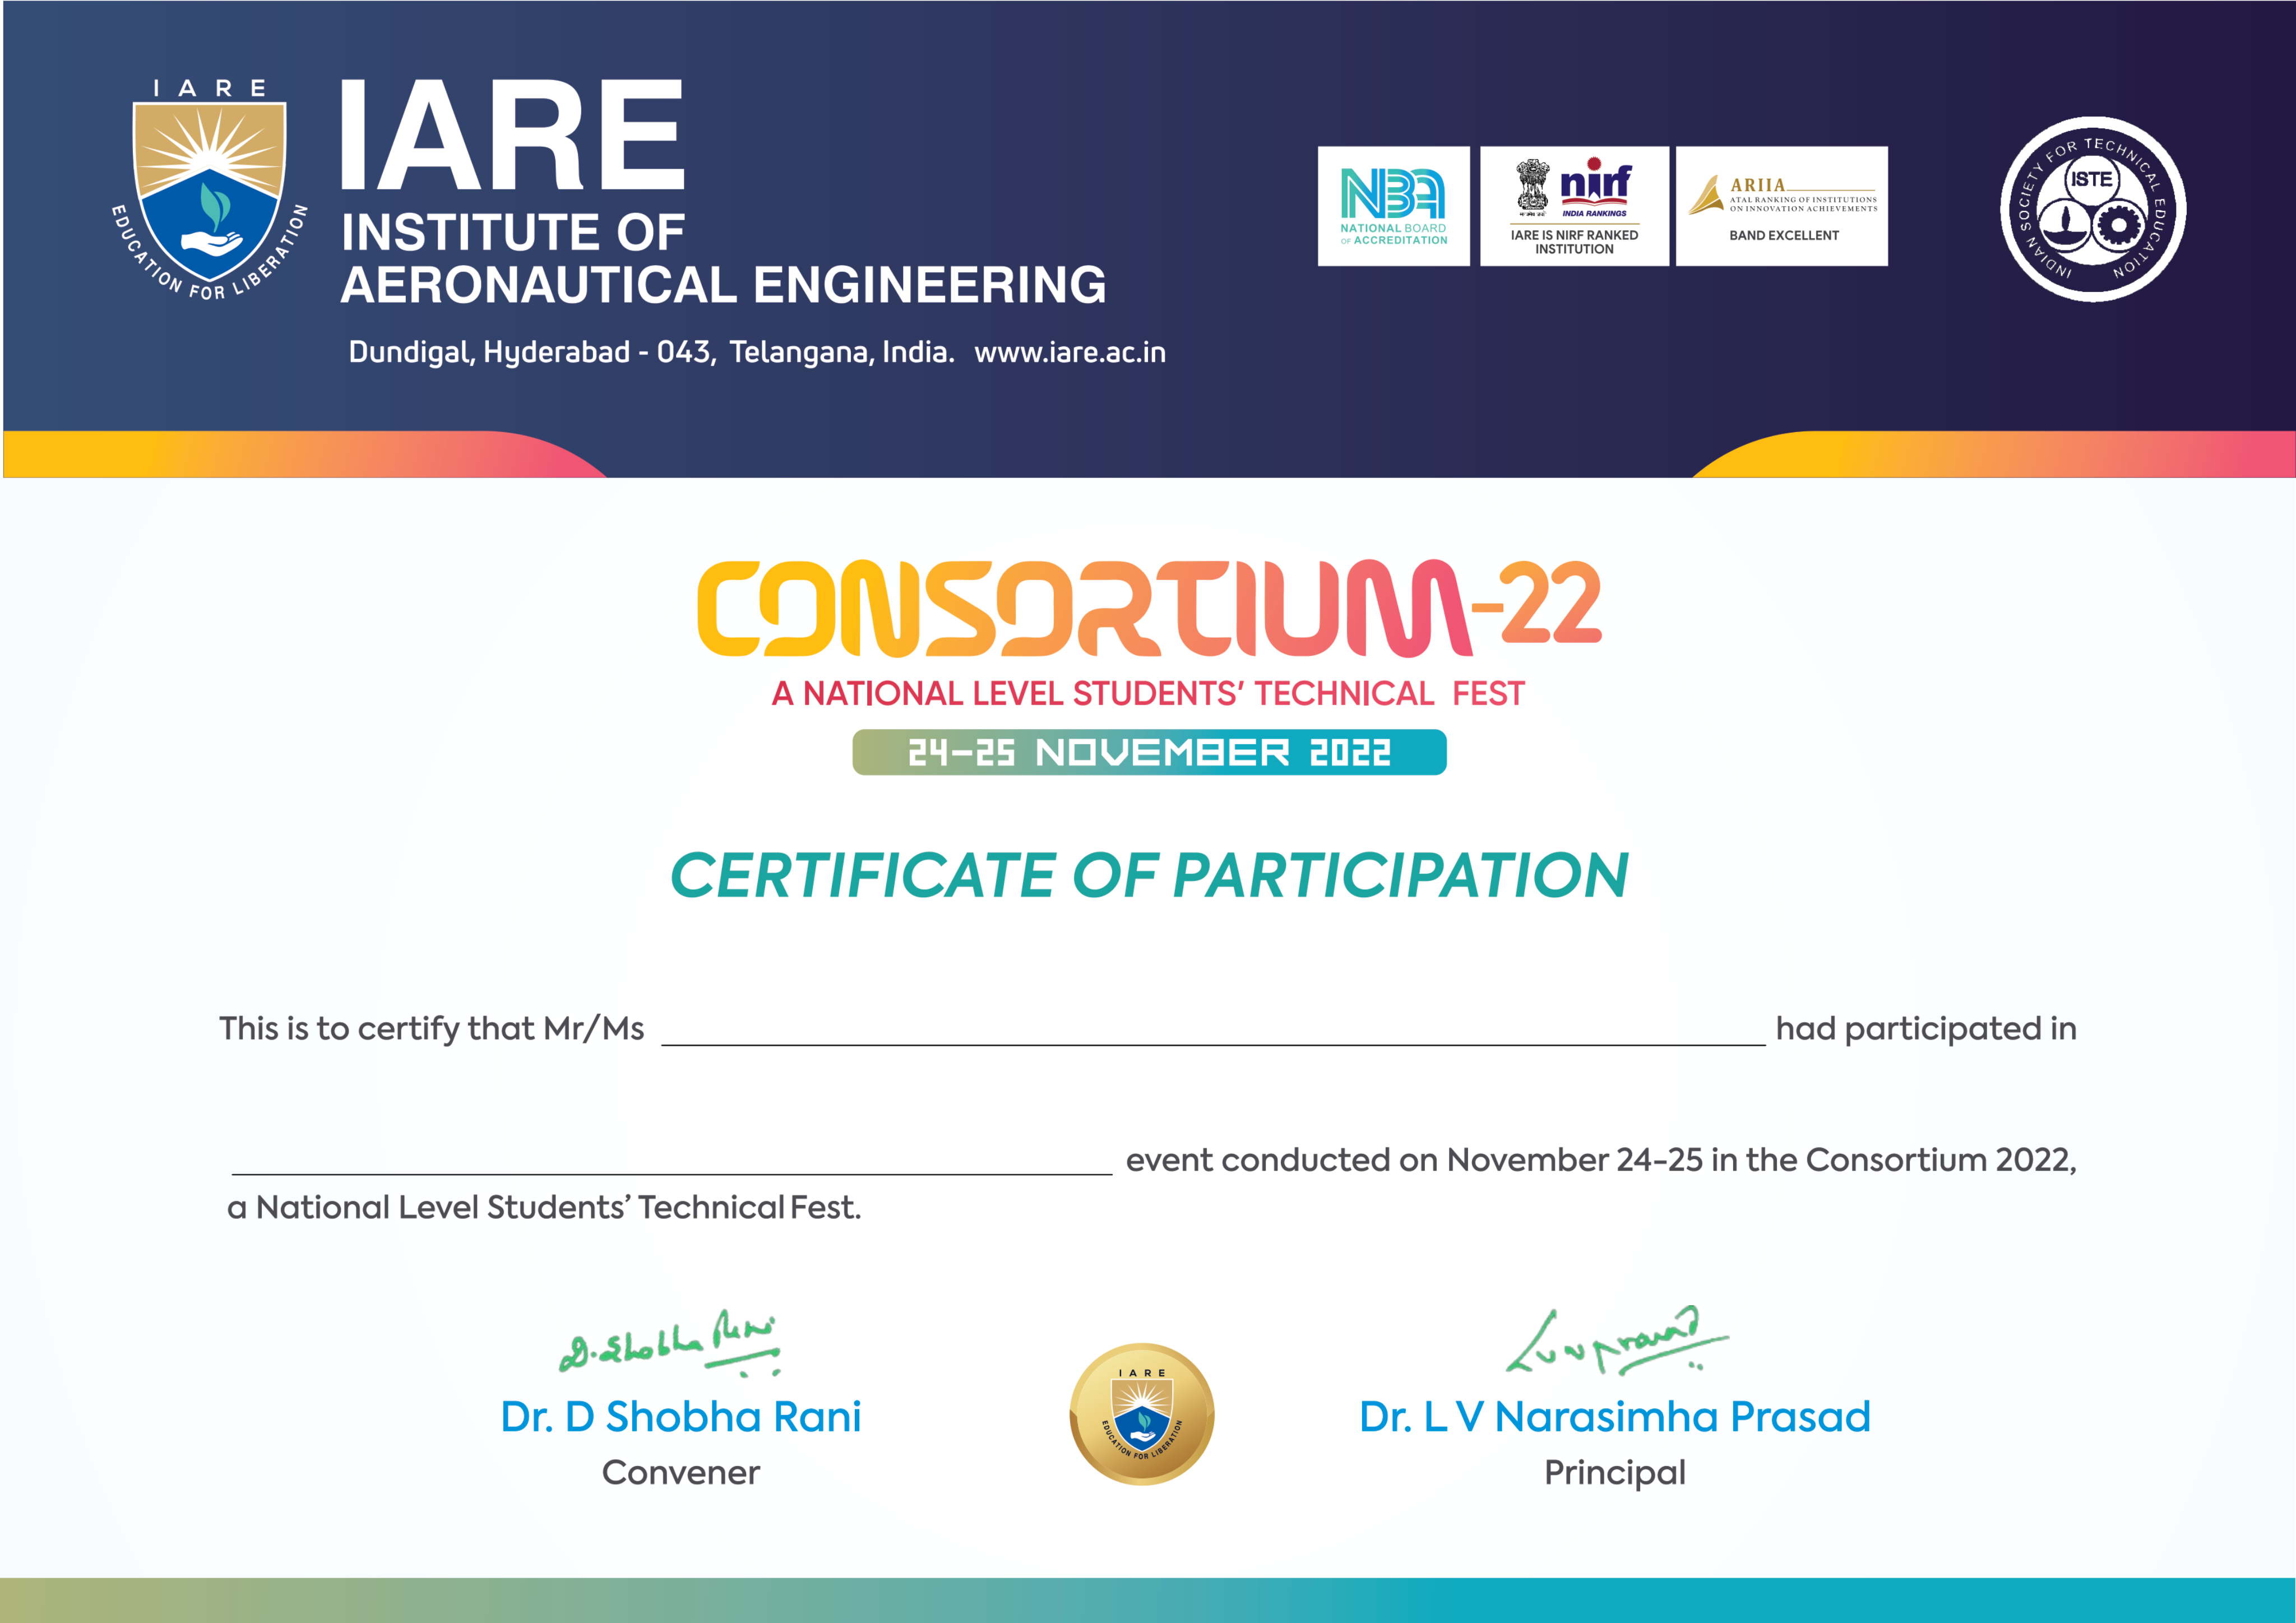 I A R E
EDUCATION FOR LIBERATION
IARE
INSTITUTE OF
AERONAUTICAL ENGINEERING
Dundigal, Hyderabad - 043, Telangana, India. www.iare.ac.in
NBA
NATIONAL BOARD
OF ACCREDITATION
nirf
INDIA RANKINGS
IARE IS NIRF RANKED
INSTITUTION
ARIIA
ATAL RANKING OF INSTITUTIONS
ON INNOVATION ACHIEVEMENTS
BAND EXCELLENT
INDIAN SOCIETY FOR TECHNICAL EDUCATION
ISTE
CONSORTIUM-22
A NATIONAL LEVEL STUDENTS’ TECHNICAL FEST
24-25 NOVEMBER 2022
CERTIFICATE OF PARTICIPATION
This is to certify that Mr/Ms had participated in
event conducted on November 24-25 in the Consortium 2022,
a National Level Students’ Technical Fest.
D. Shobha Rani
Dr. D Shobha Rani
Convener
I A R E
EDUCATION FOR LIBERATION
Dr. L V Narasimha Prasad
Principal